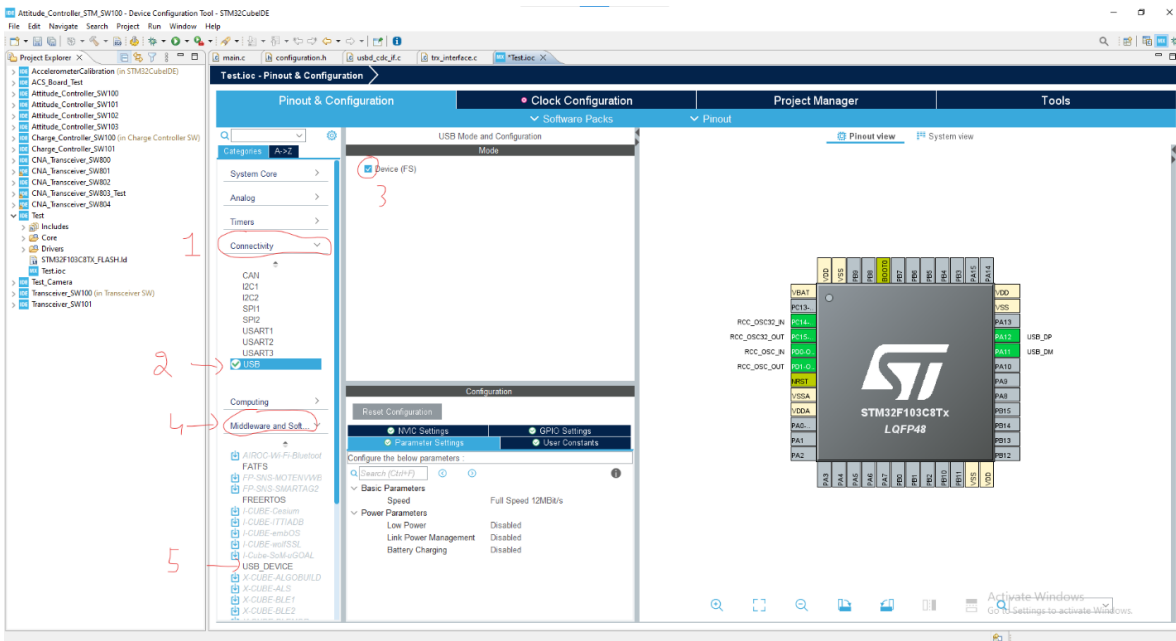 Attitude_Controller_STM_SW100 - Device Configuration Tool - STM32CubeIDE
File Edit Navigate Search Project Run Window Help
Project Explorer
main.c
configuration.h
usbd_cdc_if.c
trx_interface.c
*Test.ioc
AccelerometerCalibration (in STM32CubeIDE)
ACS_Board_Test
Attitude_Controller_SW100
Attitude_Controller_SW101
Attitude_Controller_SW102
Attitude_Controller_SW103
Charge_Controller_SW100 (in Charge Controller SW)
Charge_Controller_SW101
CNA_Transceiver_SW800
CNA_Transceiver_SW801
CNA_Transceiver_SW802
CNA_Transceiver_SW803_Test
CNA_Transceiver_SW804
Test
Includes
Core
Drivers
STM32F103C8TX_FLASH.ld
Test.ioc
Test_Camera
Transceiver_SW100 (in Transceiver SW)
Transceiver_SW101
Test.ioc - Pinout & Configuration
Pinout & Configuration
Clock Configuration
Project Manager
Tools
Software Packs
Pinout
Categories A->Z
System Core
Analog
Timers
1
Connectivity
CAN
I2C1
I2C2
SPI1
SPI2
USART1
USART2
USART3
2
USB
Computing
4
Middleware and Soft...
AIROC-Wi-Fi-Bluetoot
FATFS
FP-SNS-MOTENVWB
FP-SNS-SMARTAG2
FREERTOS
I-CUBE-Cesium
I-CUBE-ITTIADB
I-CUBE-embOS
I-CUBE-wolfSSL
I-Cube-SoM-uGOAL
5
USB_DEVICE
X-CUBE-ALGOBUILD
X-CUBE-ALS
X-CUBE-BLE1
X-CUBE-BLE2
USB Mode and Configuration
Mode
Device (FS)
3
Configuration
Reset Configuration
NVIC Settings
GPIO Settings
Parameter Settings
User Constants
Configure the below parameters :
Search (Ctrl+F)
Basic Parameters
Speed Full Speed 12MBit/s
Power Parameters
Low Power Disabled
Link Power Management Disabled
Battery Charging Disabled
Pinout view
System view
VDD VSS PB9 PB8 BOOT0 PB7 PB6 PB5 PB4 PB3 PA15 PA14
VBAT
PC13-..
RCC_OSC32_IN PC14-..
RCC_OSC32_OUT PC15-..
RCC_OSC_IN PD0-O..
RCC_OSC_OUT PD1-O..
NRST
VSSA
VDDA
PA0-..
PA1
PA2
STM32F103C8Tx
LQFP48
VDD
VSS
PA13
PA12 USB_DP
PA11 USB_DM
PA10
PA9
PA8
PB15
PB14
PB13
PB12
PA3 PA4 PA5 PA6 PA7 PB0 PB1 PB2 PB10 PB11 VSS VDD
Activate Windows
Go to Settings to activate Windows.